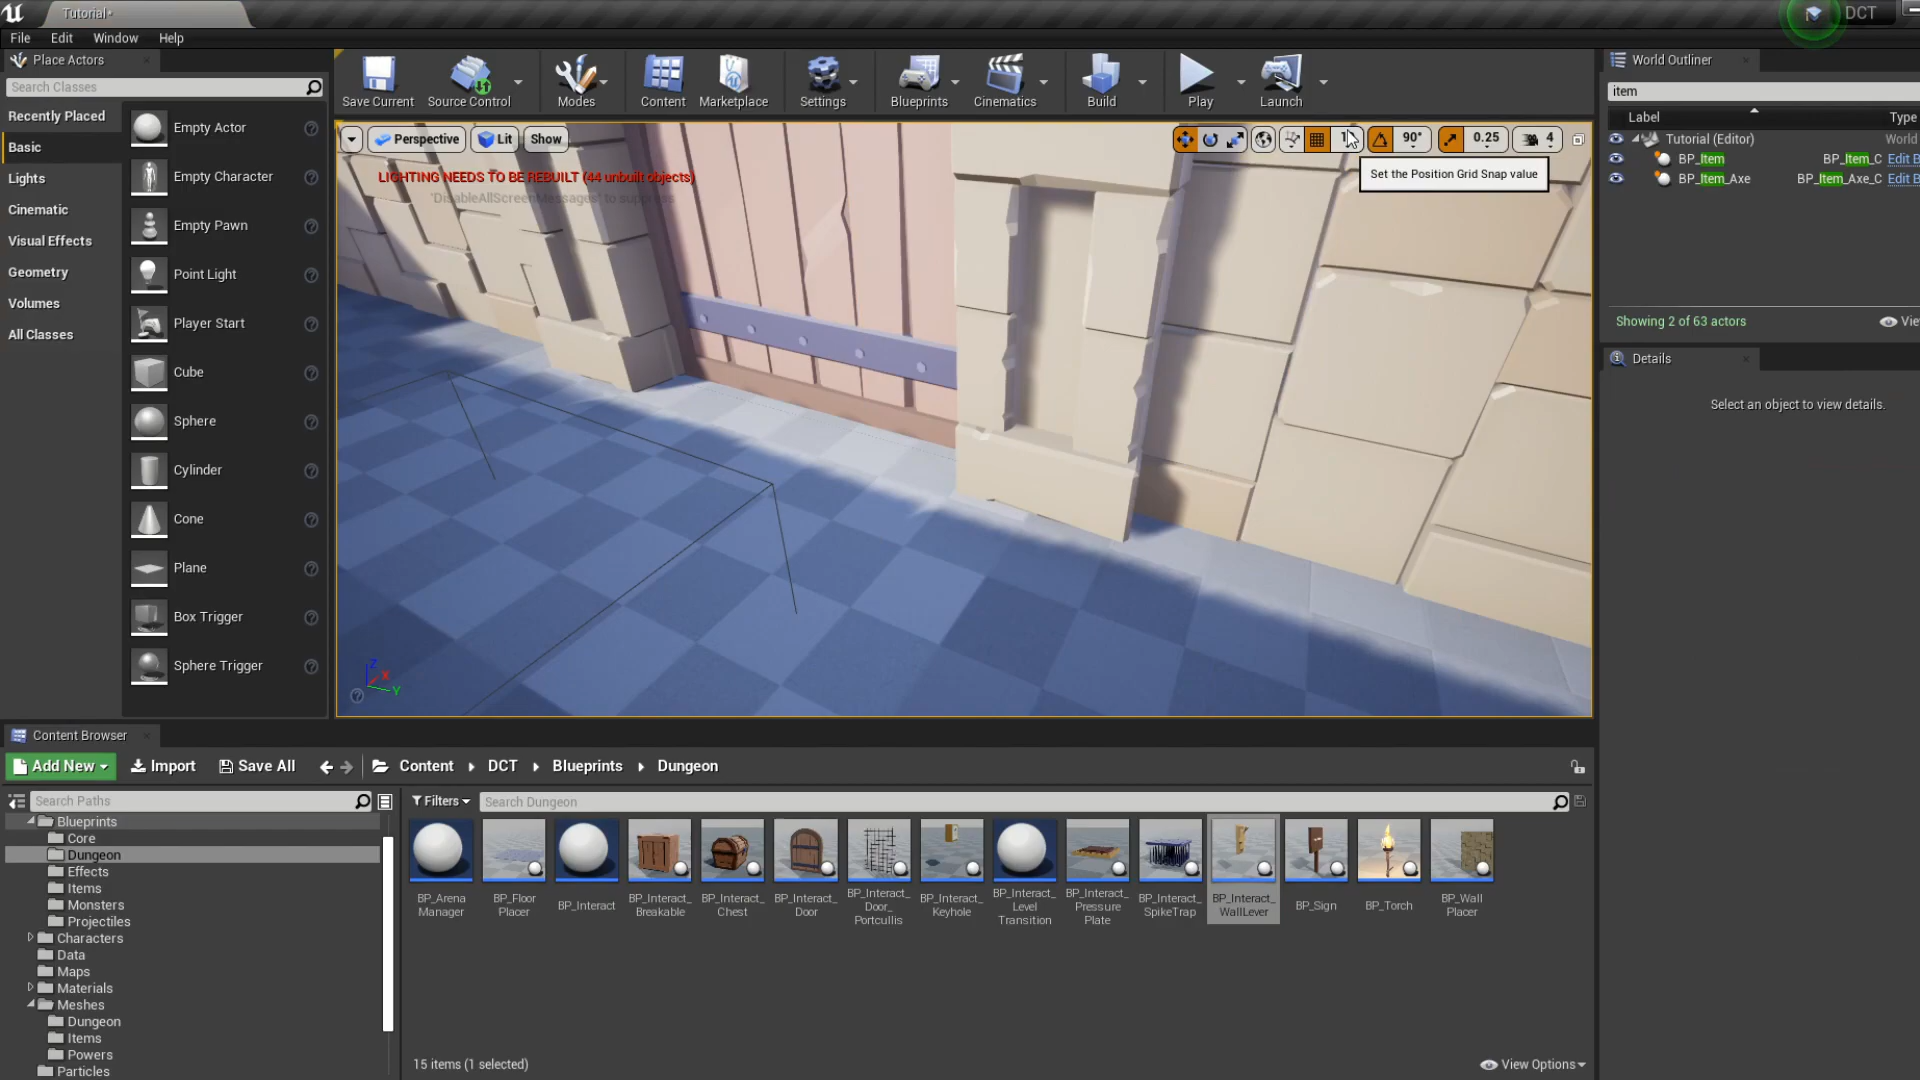 Tutorial•
DCT
File Edit Window Help
Place Actors
Search Classes
Recently Placed
Basic
Lights
Cinematic
Visual Effects
Geometry
Volumes
All Classes
Empty Actor
Empty Character
Empty Pawn
Point Light
Player Start
Cube
Sphere
Cylinder
Cone
Plane
Box Trigger
Sphere Trigger
Save Current
Source Control
Modes
Content
Marketplace
Settings
Blueprints
Cinematics
Build
Play
Launch
Perspective
Lit
Show
90°
0.25
4
Set the Position Grid Snap value
LIGHTING NEEDS TO BE REBUILT (44 unbuilt objects)
'DisableAllScreenMessages' to suppress
Z
X
Y
World Outliner
item
Label Type
Tutorial (Editor) World
BP_Item BP_Item_C Edit B
BP_Item_Axe BP_Item_Axe_C Edit B
Showing 2 of 63 actors
Details
Select an object to view details.
Content Browser
Add New
Import
Save All
Content
DCT
Blueprints
Dungeon
Search Paths
Filters
Search Dungeon
Blueprints
Core
Dungeon
Effects
Items
Monsters
Projectiles
Characters
Data
Maps
Materials
Meshes
Dungeon
Items
Powers
Particles
BP_Arena
Manager
BP_Floor
Placer
BP_Interact
BP_Interact_
Breakable
BP_Interact_
Chest
BP_Interact_
Door
BP_Interact_
Door_
Portcullis
BP_Interact_
Keyhole
BP_Interact_
Level
Transition
BP_Interact_
Pressure
Plate
BP_Interact_
SpikeTrap
BP_Interact_
WallLever
BP_Sign
BP_Torch
BP_Wall
Placer
15 items (1 selected)
View Options